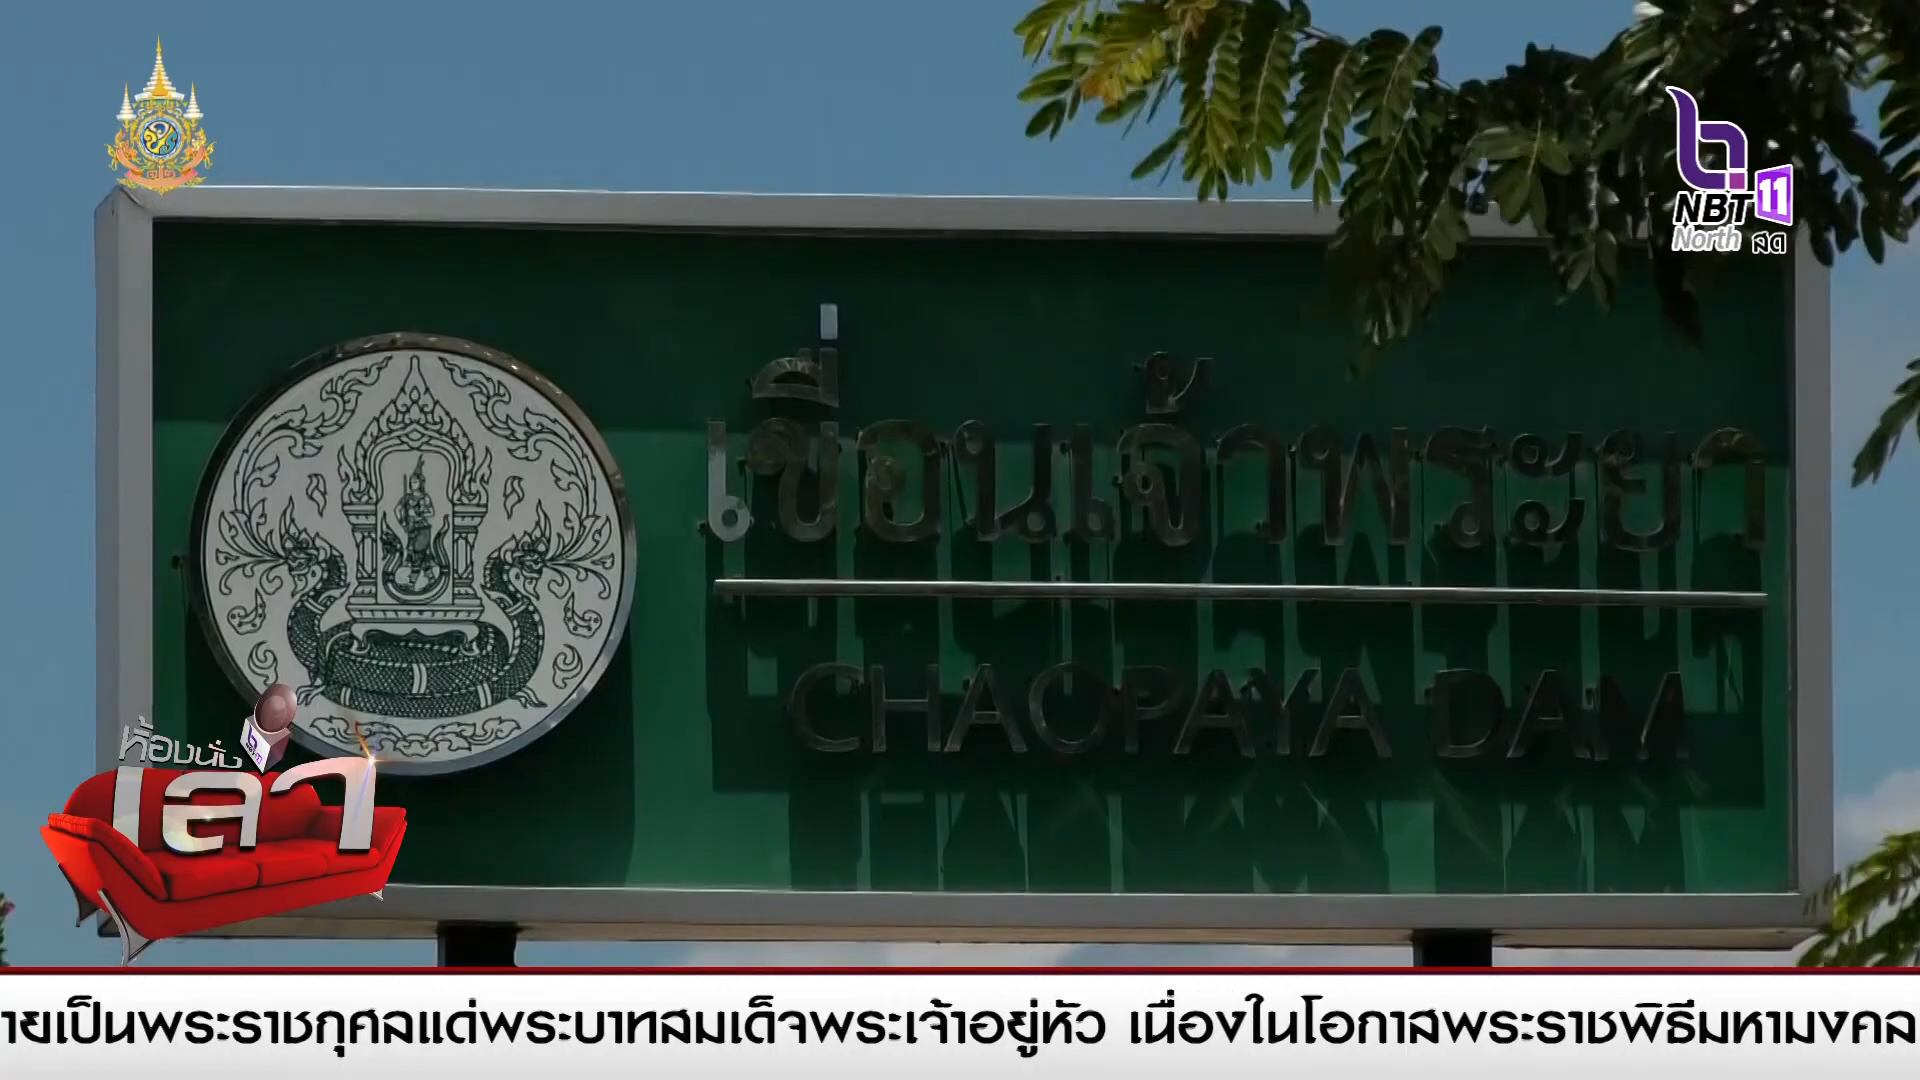 NBT 11
North สด
เขื่อนเจ้าพระยา
CHAOPAYA DAM
ห้องนั่ง
เล่า
ายเป็นพระราชกุศลแด่พระบาทสมเด็จพระเจ้าอยู่หัว เนื่องในโอกาสพระราชพิธีมหามงคล